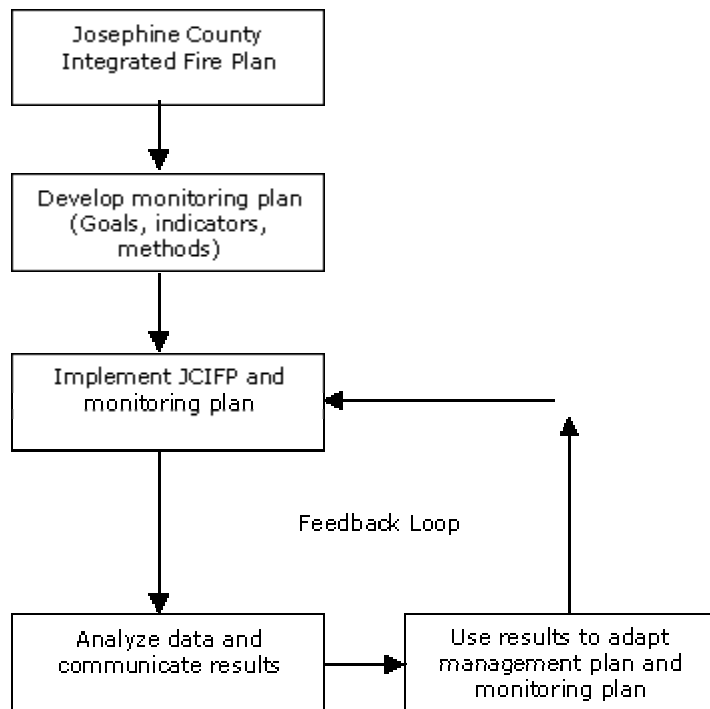 Josephine County
Integrated Fire Plan
Develop monitoring plan
(Goals, indicators,
methods)
Implement JCIFP and
monitoring plan
Feedback Loop
Analyze data and
communicate results
Use results to adapt
management plan and
monitoring plan